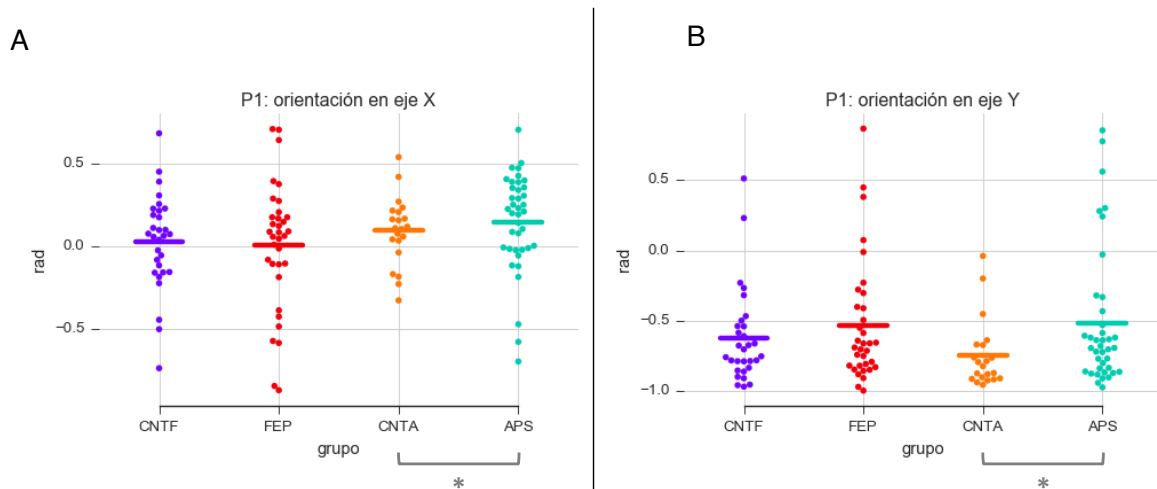 A
P1: orientación en eje X
0.5
0.0
−0.5
rad
CNTF FEP CNTA APS
grupo
*
B
P1: orientación en eje Y
0.5
0.0
−0.5
−1.0
rad
CNTF FEP CNTA APS
grupo
*